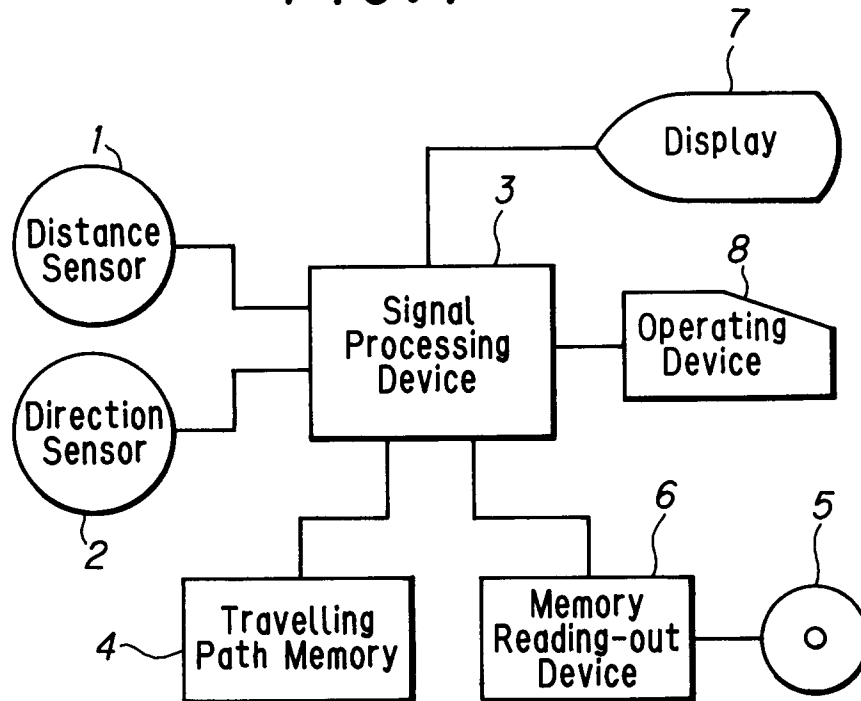 7
1
Distance
Sensor
Display
3
Signal
Processing
Device
8
Operating
Device
Direction
Sensor
2
4
Travelling
Path Memory
6
Memory
Reading-out
Device
5